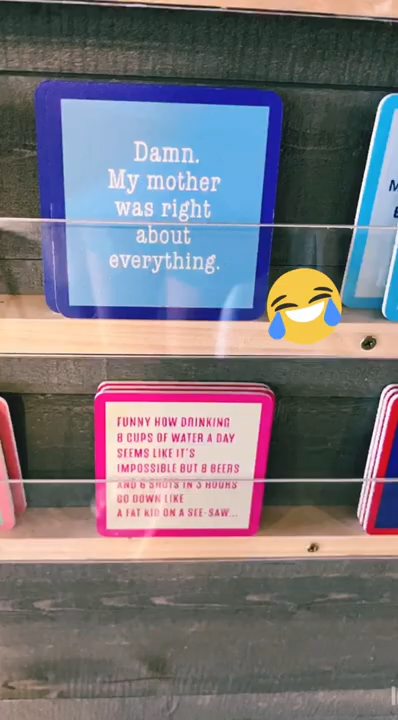 Damn.
My mother
was right
about
everything.
FUNNY HOW DRINKING
8 CUPS OF WATER A DAY
SEEMS LIKE IT'S
IMPOSSIBLE BUT 8 BEERS
AND 6 SHOTS IN 3 HOURS
GO DOWN LIKE
A FAT KID ON A SEE-SAW...